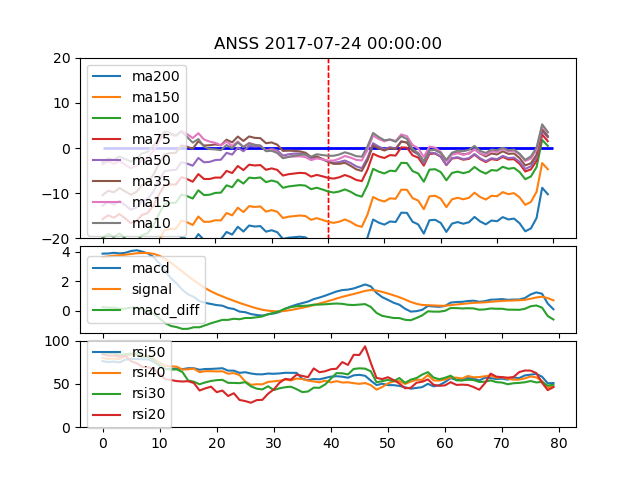 ANSS 2017-07-24 00:00:00
20
10
0
−10
−20
ma200
ma150
ma100
ma75
ma50
ma35
ma15
ma10
4
2
0
macd
signal
macd_diff
100
50
0
rsi50
rsi40
rsi30
rsi20
0 10 20 30 40 50 60 70 80